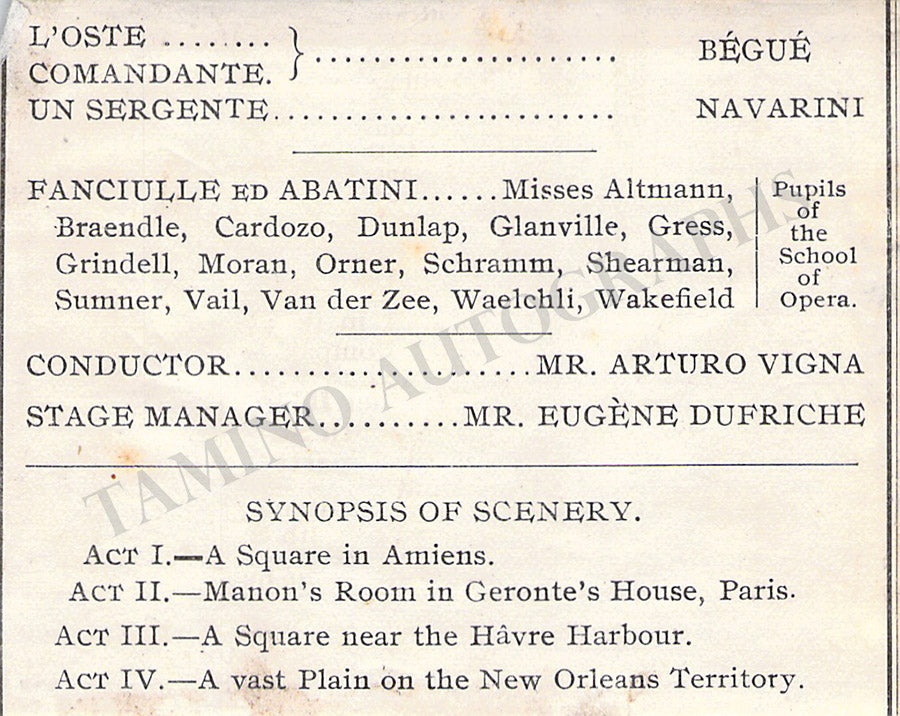 L'OSTE ........
COMANDANTE. } ...................... BÉGUÉ
UN SERGENTE........................ NAVARINI
FANCIULLE ED ABATINI......Misses Altmann,
Braendle, Cardozo, Dunlap, Glanville, Gress,
Grindell, Moran, Orner, Schramm, Shearman,
Sumner, Vail, Van der Zee, Waelchli, Wakefield
Pupils
of
the
School
of
Opera.
CONDUCTOR.....................MR. ARTURO VIGNA
STAGE MANAGER..........MR. EUGÈNE DUFRICHE
SYNOPSIS OF SCENERY.
ACT I.—A Square in Amiens.
ACT II.—Manon's Room in Geronte's House, Paris.
ACT III.—A Square near the Hâvre Harbour.
ACT IV.—A vast Plain on the New Orleans Territory.
TAMINO AUTOGRAPHS